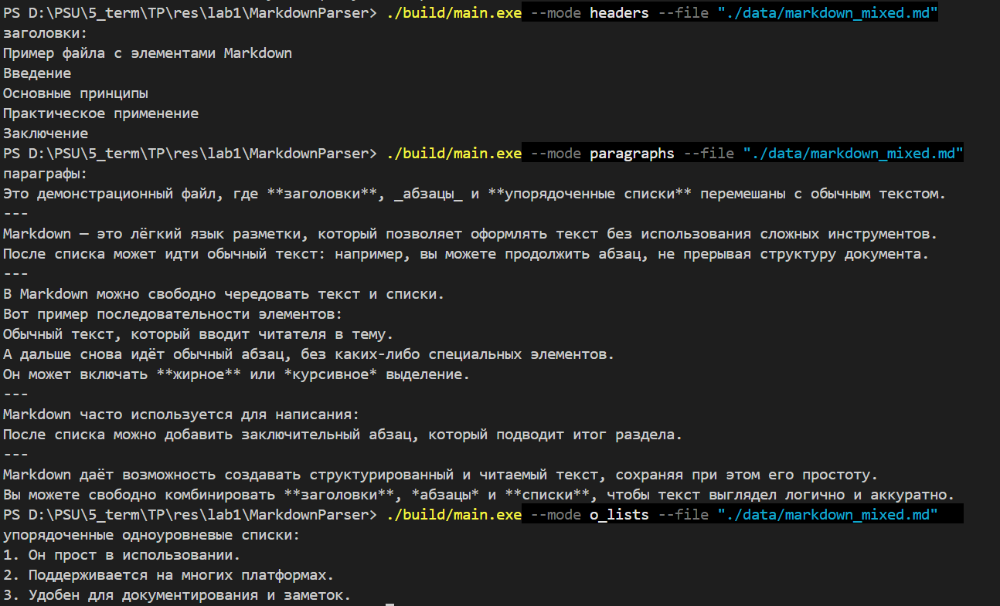 PS D:\PSU\5_term\TP\res\lab1\MarkdownParser> ./build/main.exe --mode headers --file "./data/markdown_mixed.md"
заголовки:
Пример файла с элементами Markdown
Введение
Основные принципы
Практическое применение
Заключение
PS D:\PSU\5_term\TP\res\lab1\MarkdownParser> ./build/main.exe --mode paragraphs --file "./data/markdown_mixed.md"
параграфы:
Это демонстрационный файл, где **заголовки**, _абзацы_ и **упорядоченные списки** перемешаны с обычным текстом.
---
Markdown — это лёгкий язык разметки, который позволяет оформлять текст без использования сложных инструментов.
После списка может идти обычный текст: например, вы можете продолжить абзац, не прерывая структуру документа.
---
В Markdown можно свободно чередовать текст и списки.
Вот пример последовательности элементов:
Обычный текст, который вводит читателя в тему.
А дальше снова идёт обычный абзац, без каких-либо специальных элементов.
Он может включать **жирное** или *курсивное* выделение.
---
Markdown часто используется для написания:
После списка можно добавить заключительный абзац, который подводит итог раздела.
---
Markdown даёт возможность создавать структурированный и читаемый текст, сохраняя при этом его простоту.
Вы можете свободно комбинировать **заголовки**, *абзацы* и **списки**, чтобы текст выглядел логично и аккуратно.
PS D:\PSU\5_term\TP\res\lab1\MarkdownParser> ./build/main.exe --mode o_lists --file "./data/markdown_mixed.md"
упорядоченные одноуровневые списки:
1. Он прост в использовании.
2. Поддерживается на многих платформах.
3. Удобен для документирования и заметок.